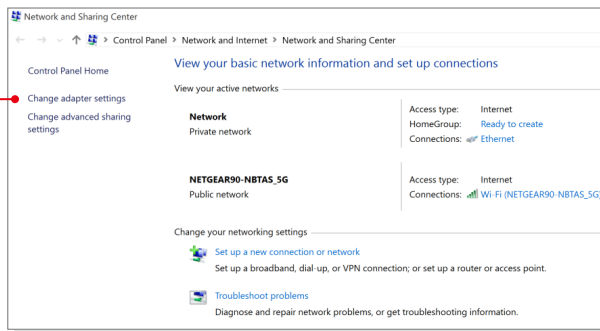 Network and Sharing Center
Control Panel > Network and Internet > Network and Sharing Center
Control Panel Home
Change adapter settings
Change advanced sharing
settings
View your basic network information and set up connections
View your active networks
Network
Private network
Access type: Internet
HomeGroup: Ready to create
Connections: Ethernet
NETGEAR90-NBTAS_5G
Public network
Access type: Internet
Connections: Wi-Fi (NETGEAR90-NBTAS_5G)
Change your networking settings
Set up a new connection or network
Set up a broadband, dial-up, or VPN connection; or set up a router or access point.
Troubleshoot problems
Diagnose and repair network problems, or get troubleshooting information.